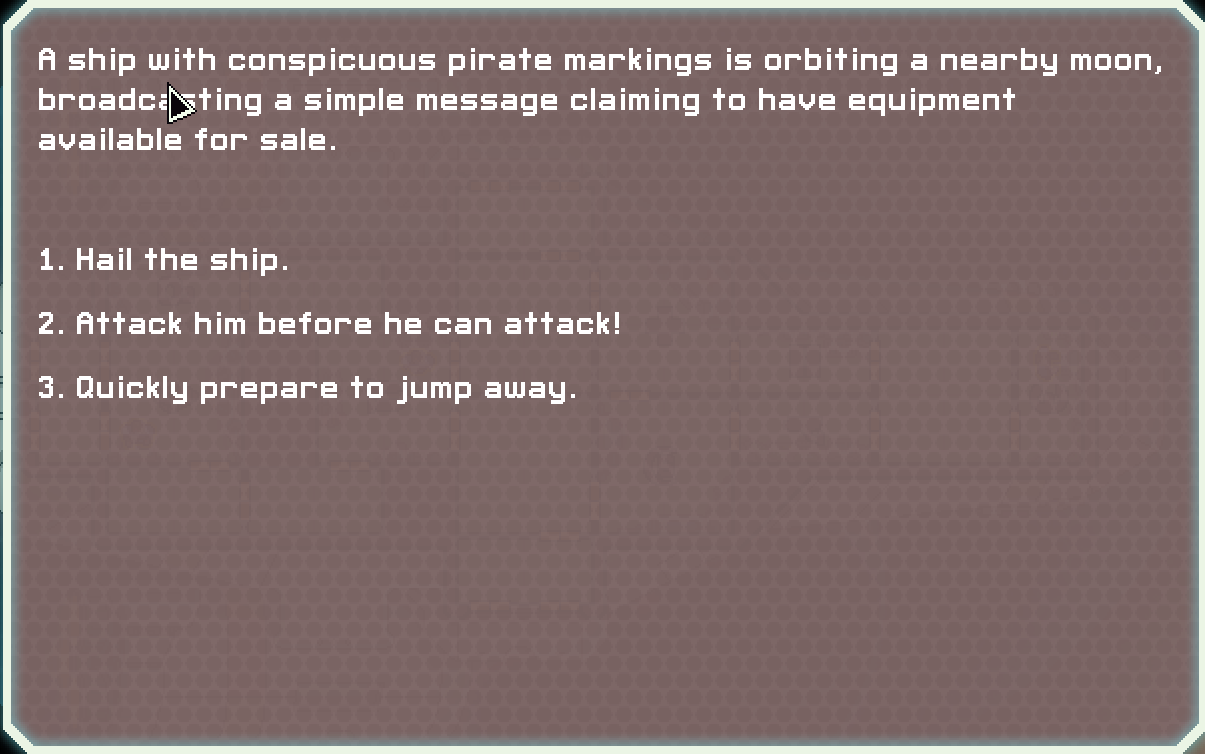 A ship with conspicuous pirate markings is orbiting a nearby moon,
broadcasting a simple message claiming to have equipment
available for sale.
1. Hail the ship.
2. Attack him before he can attack!
3. Quickly prepare to jump away.